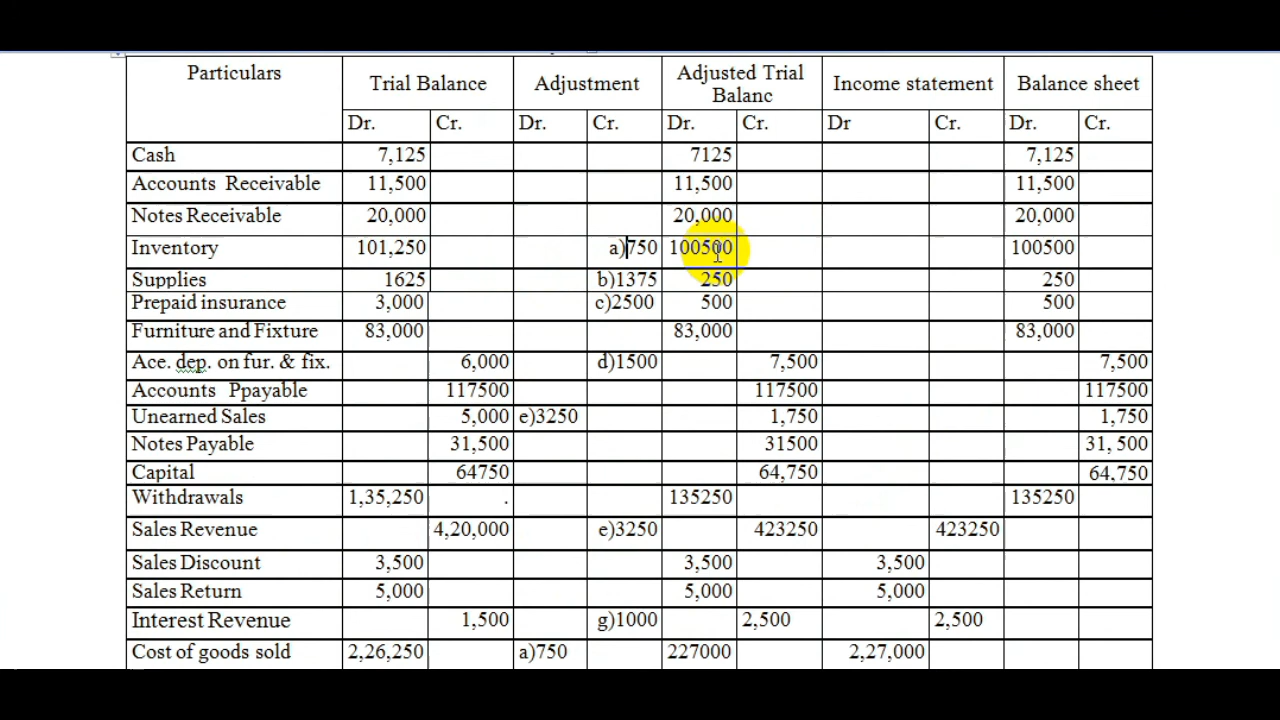 Particulars Trial Balance Adjustment Adjusted Trial Balanc Income statement Balance sheet
Dr. Cr. Dr. Cr. Dr. Cr. Dr Cr. Dr. Cr.
Cash 7,125 7125 7,125
Accounts Receivable 11,500 11,500 11,500
Notes Receivable 20,000 20,000 20,000
Inventory 101,250 a)750 100500 100500
Supplies 1625 b)1375 250 250
Prepaid insurance 3,000 c)2500 500 500
Furniture and Fixture 83,000 83,000 83,000
Ace. dep. on fur. & fix. 6,000 d)1500 7,500 7,500
Accounts Ppayable 117500 117500 117500
Unearned Sales 5,000 e)3250 1,750 1,750
Notes Payable 31,500 31500 31, 500
Capital 64750 64,750 64,750
Withdrawals 1,35,250 . 135250 135250
Sales Revenue 4,20,000 e)3250 423250 423250
Sales Discount 3,500 3,500 3,500
Sales Return 5,000 5,000 5,000
Interest Revenue 1,500 g)1000 2,500 2,500
Cost of goods sold 2,26,250 a)750 227000 2,27,000